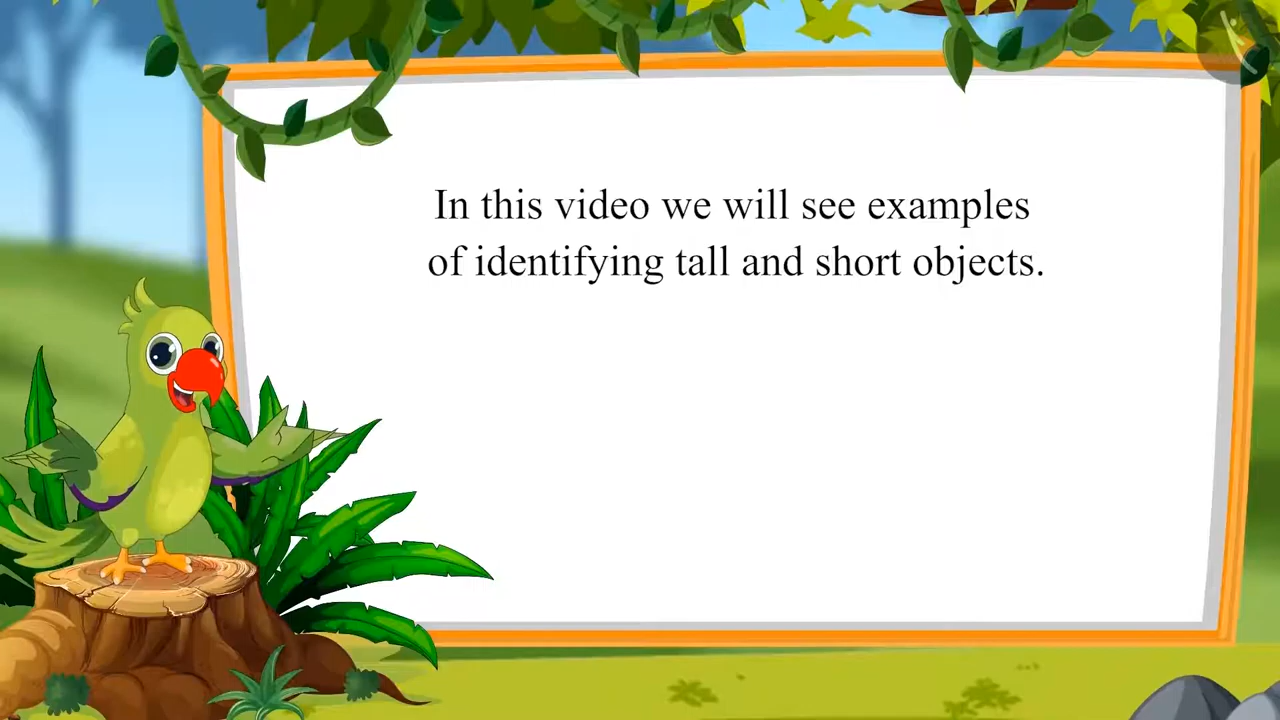 In this video we will see examples
of identifying tall and short objects.